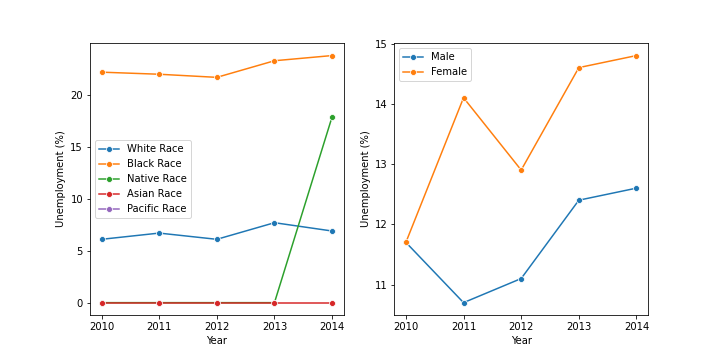 Unemployment (%)
20
15
10
5
0
White Race
Black Race
Native Race
Asian Race
Pacific Race
2010 2011 2012 2013 2014
Year
Unemployment (%)
15
14
13
12
11
Male
Female
2010 2011 2012 2013 2014
Year